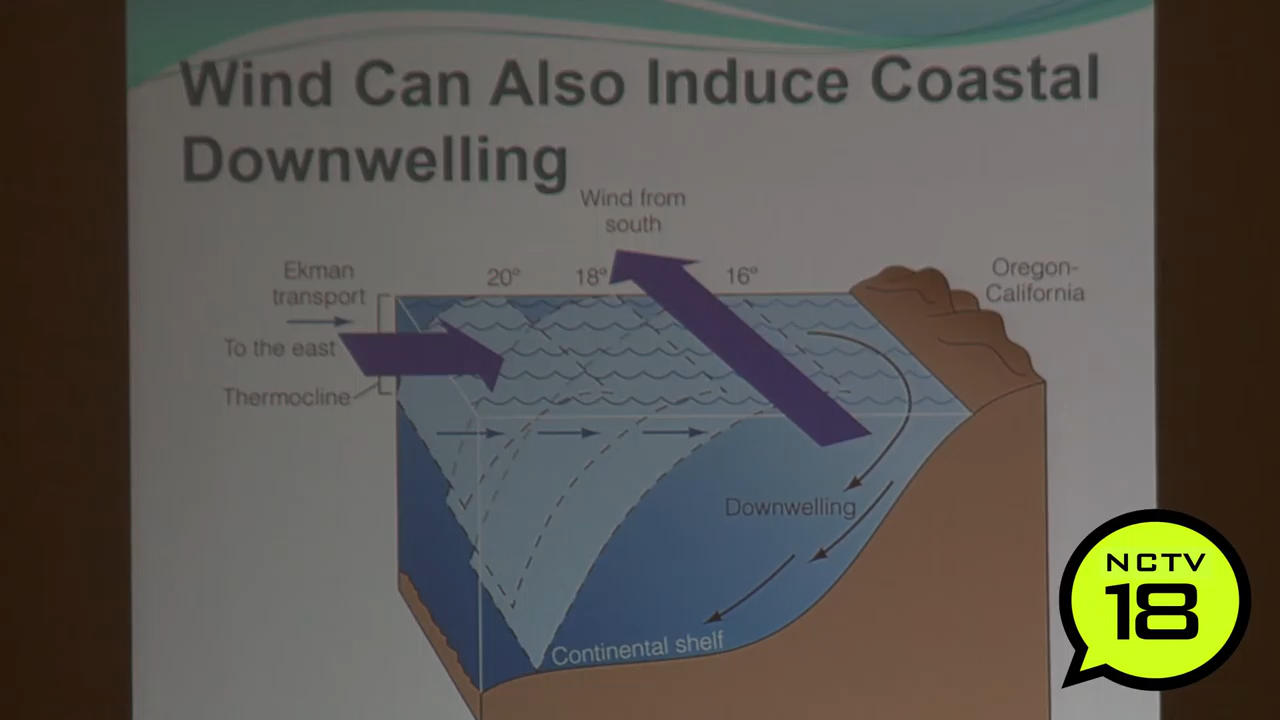 Wind Can Also Induce Coastal
Downwelling
Wind from
south
Ekman
transport
20°
18°
16°
Oregon-
California
To the east
Thermocline
Downwelling
Continental shelf
NCTV
18